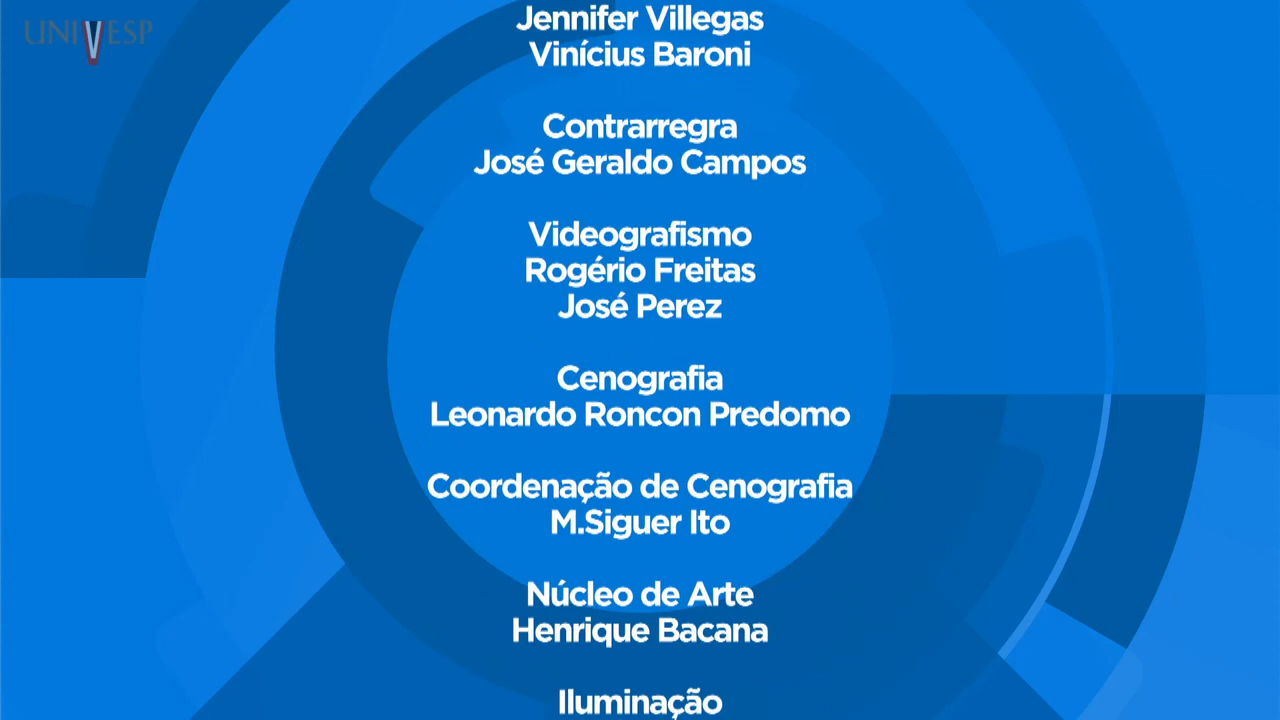 UNIVESP
Jennifer Villegas
Vinícius Baroni
Contrarregra
José Geraldo Campos
Videografismo
Rogério Freitas
José Perez
Cenografia
Leonardo Roncon Predomo
Coordenação de Cenografia
M.Siguer Ito
Núcleo de Arte
Henrique Bacana
Iluminação